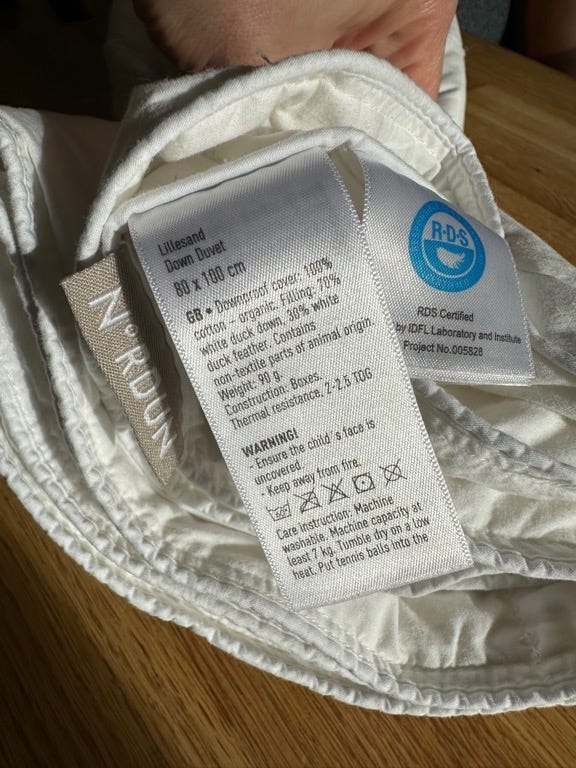 Lillesand
Down Duvet
80 x 100 cm
GB • Downproof cover: 100%
cotton – organic. Filling: 70%
white duck down, 30% white
duck feather. Contains
non-textile parts of animal origin.
Weight: 90 g.
Construction: Boxes.
Thermal resistance, 2-2.5 TOG
WARNING!
- Ensure the child´s face is
uncovered.
- Keep away from fire.
Care Instruction: Machine
washable. Machine capacity at
least 7 kg. Tumble dry on a low
heat. Put tennis balls into the
N° RDUN
R·D·S
RDS Certified
by IDFL Laboratory and Institute
Project No.005828